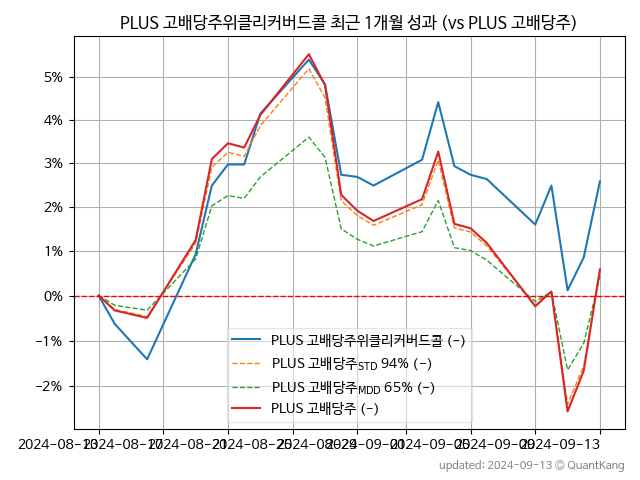 PLUS 고배당주위클리커버드콜 최근 1개월 성과 (vs PLUS 고배당주)
5%
4%
3%
2%
1%
0%
−1%
−2%
PLUS 고배당주위클리커버드콜 (-)
PLUS 고배당주STD 94% (-)
PLUS 고배당주MDD 65% (-)
PLUS 고배당주 (-)
2024-08-13 2024-08-17 2024-08-21 2024-08-25 2024-08-29 2024-09-01 2024-09-05 2024-09-09 2024-09-13
updated: 2024-09-13 © QuantKang